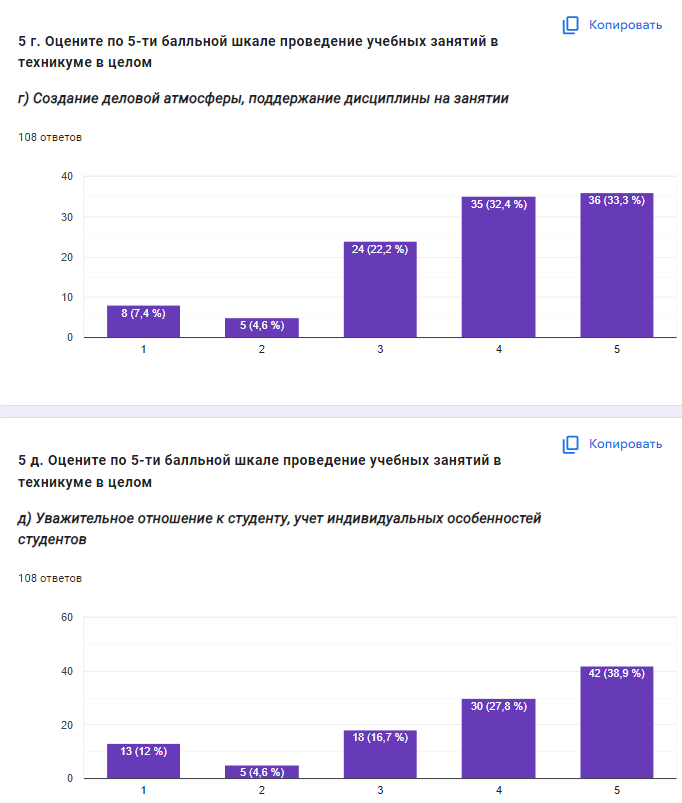 Копировать
5 г. Оцените по 5-ти балльной шкале проведение учебных занятий в
техникуме в целом
г) Создание деловой атмосферы, поддержание дисциплины на занятии
108 ответов
40
30
20
10
0
8 (7,4 %)
5 (4,6 %)
24 (22,2 %)
35 (32,4 %)
36 (33,3 %)
1
2
3
4
5
Копировать
5 д. Оцените по 5-ти балльной шкале проведение учебных занятий в
техникуме в целом
д) Уважительное отношение к студенту, учет индивидуальных особенностей
студентов
108 ответов
60
40
20
0
13 (12 %)
5 (4,6 %)
18 (16,7 %)
30 (27,8 %)
42 (38,9 %)
1
2
3
4
5